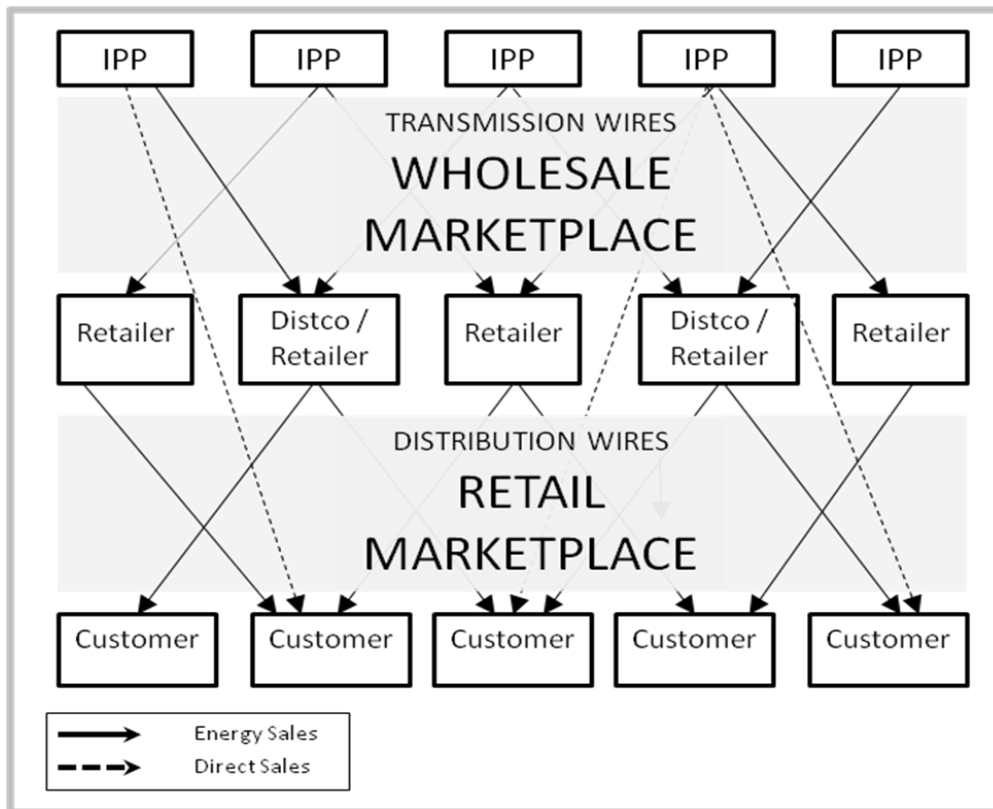 IPP
IPP
IPP
IPP
IPP
TRANSMISSION WIRES
WHOLESALE
MARKETPLACE
Retailer
Distco /
Retailer
Retailer
Distco /
Retailer
Retailer
DISTRIBUTION WIRES
RETAIL
MARKETPLACE
Customer
Customer
Customer
Customer
Customer
Energy Sales
Direct Sales